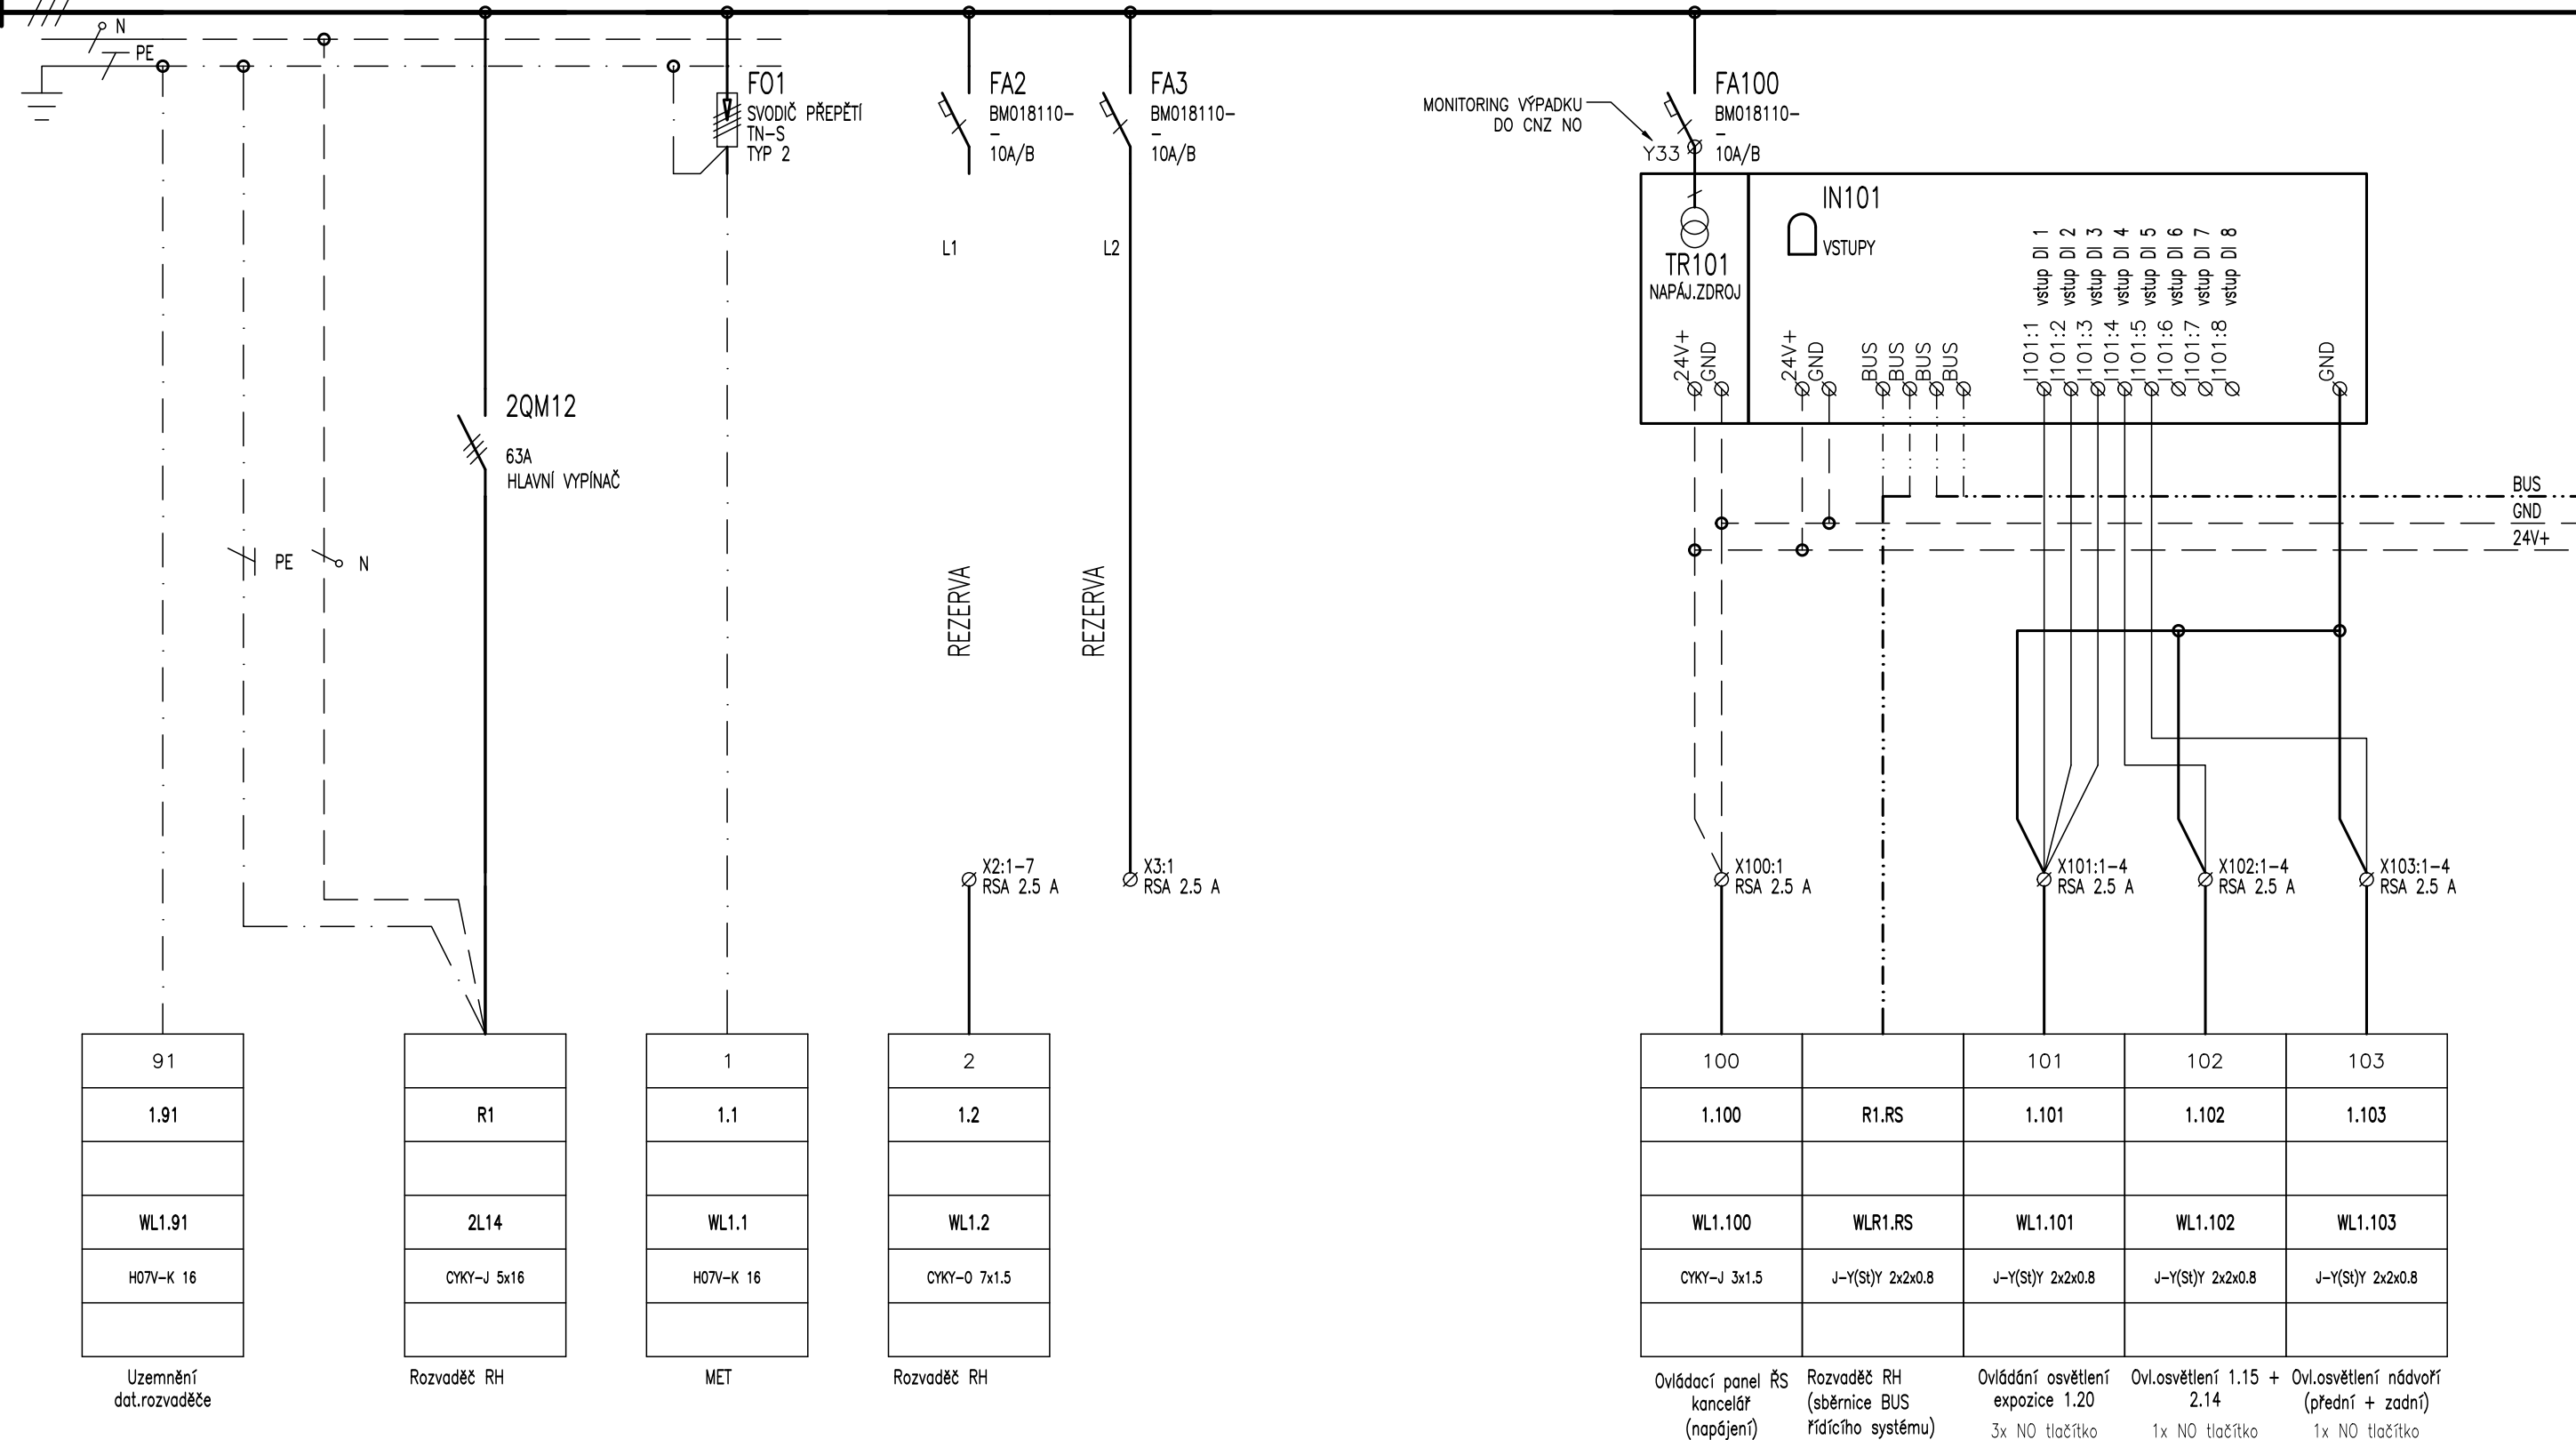 N
PE
FO1
SVODIČ PŘEPĚTÍ
TN-S
TYP 2
FA2
BM018110-
-
10A/B
L1
FA3
BM018110-
-
10A/B
L2
MONITORING VÝPADKU
DO CNZ NO
Y33
FA100
BM018110-
-
10A/B
TR101
NAPÁJ.ZDROJ
24V+
GND
IN101
VSTUPY
24V+
GND
BUS
BUS
BUS
BUS
I101:1 vstup DI 1
I101:2 vstup DI 2
I101:3 vstup DI 3
I101:4 vstup DI 4
I101:5 vstup DI 5
I101:6 vstup DI 6
I101:7 vstup DI 7
I101:8 vstup DI 8
GND
2QM12
63A
HLAVNÍ VYPÍNAČ
BUS
GND
24V+
PE
N
REZERVA
REZERVA
X2:1-7
RSA 2.5 A
X3:1
RSA 2.5 A
X100:1
RSA 2.5 A
X101:1-4
RSA 2.5 A
X102:1-4
RSA 2.5 A
X103:1-4
RSA 2.5 A
91
1.91
WL1.91
H07V-K 16
Uzemnění
dat.rozvaděče
R1
2L14
CYKY-J 5x16
Rozvaděč RH
1
1.1
WL1.1
H07V-K 16
MET
2
1.2
WL1.2
CYKY-O 7x1.5
Rozvaděč RH
100
1.100
WL1.100
CYKY-J 3x1.5
Ovládací panel ŘS
kancelář
(napájení)
R1.RS
WLR1.RS
J-Y(St)Y 2x2x0.8
Rozvaděč RH
(sběrnice BUS
řídícího systému)
101
1.101
WL1.101
J-Y(St)Y 2x2x0.8
Ovládání osvětlení
expozice 1.20
3x NO tlačítko
102
1.102
WL1.102
J-Y(St)Y 2x2x0.8
Ovl.osvětlení 1.15 +
2.14
1x NO tlačítko
103
1.103
WL1.103
J-Y(St)Y 2x2x0.8
Ovl.osvětlení nádvoří
(přední + zadní)
1x NO tlačítko